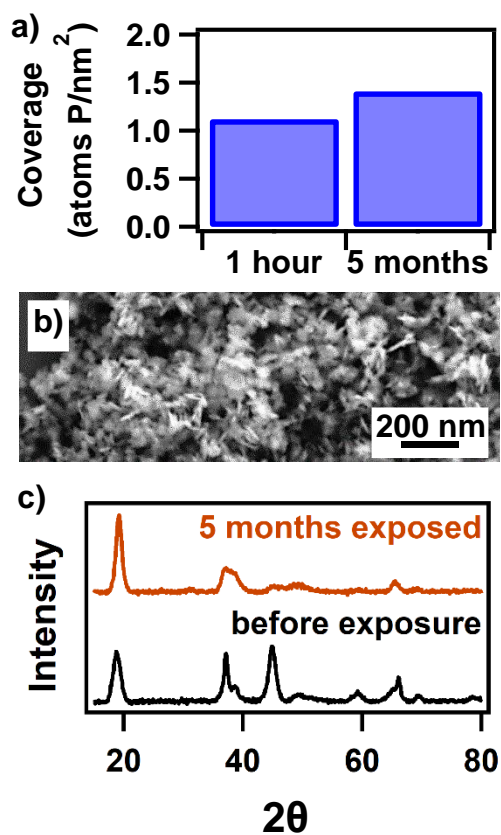 a)
Coverage
(atoms P/nm²)
2.0
1.5
1.0
0.5
0.0
1 hour 5 months
b)
200 nm
c)
5 months exposed
before exposure
Intensity
20 40 60 80
2θ